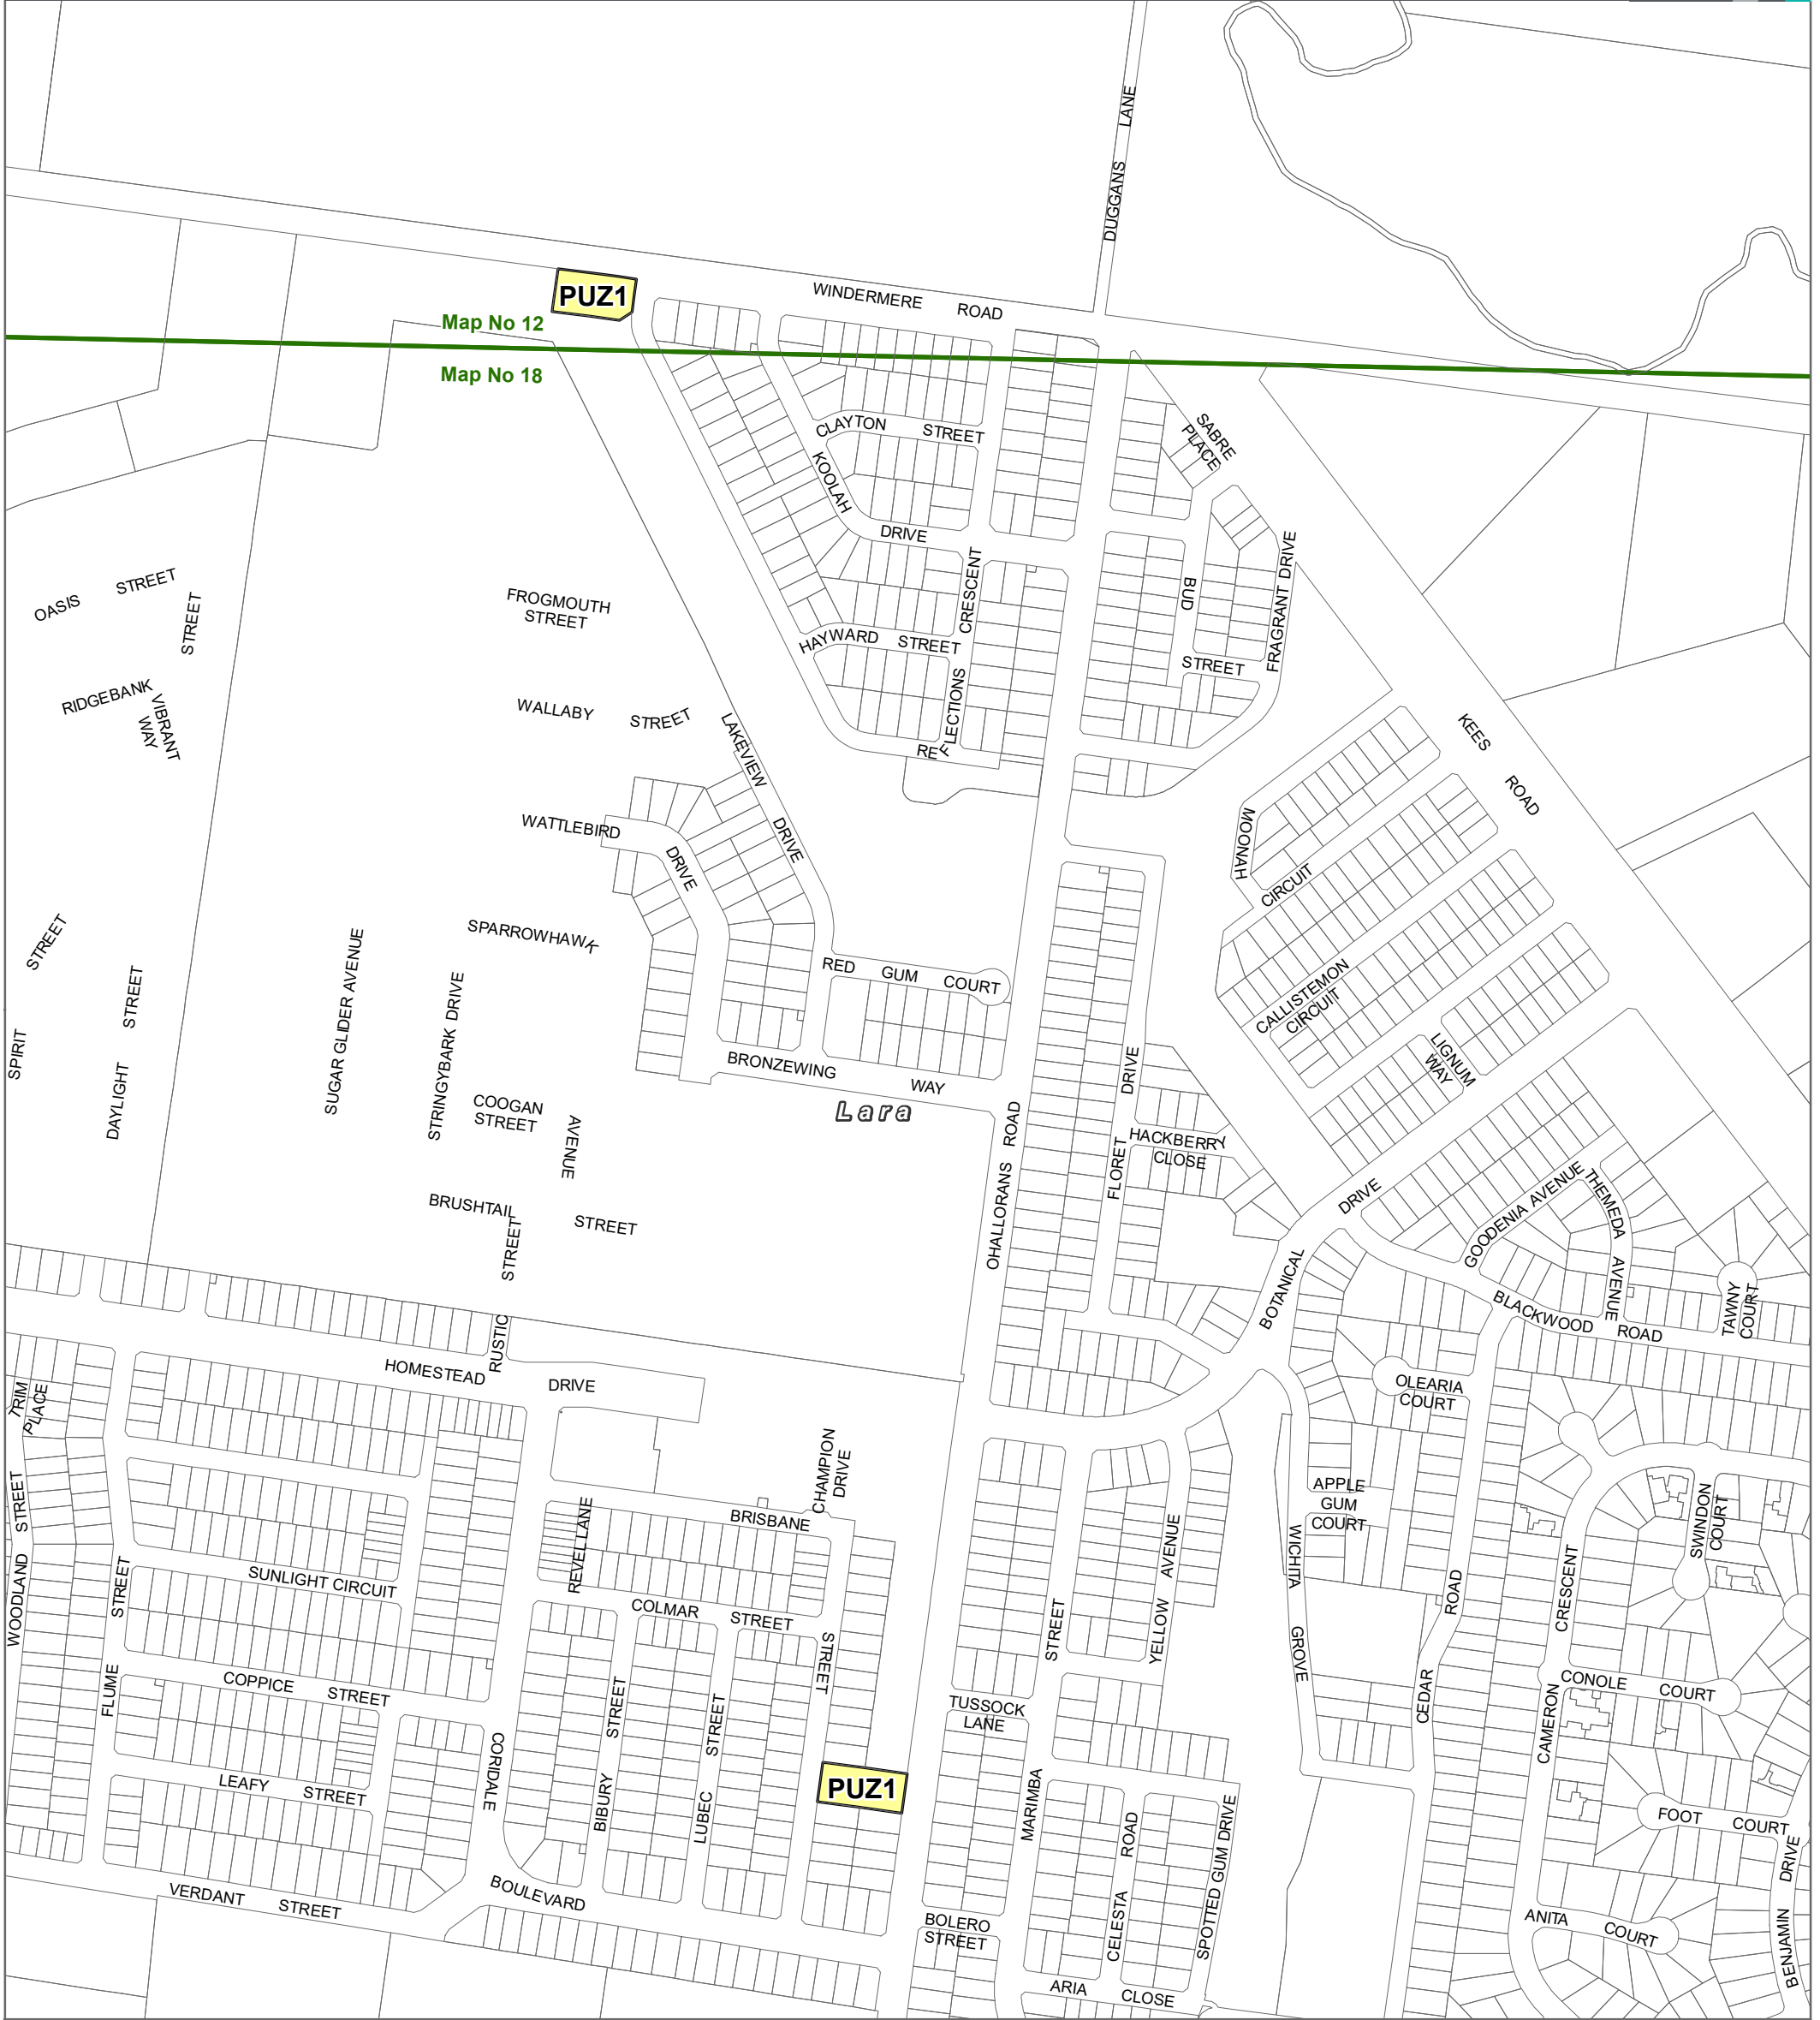 DUGGANS LANE
PUZ1
WINDERMERE ROAD
Map No 12
Map No 18
CLAYTON STREET
SABRE
PLACE
KOOLAH
DRIVE
OASIS STREET
STREET
FROGMOUTH
STREET
CRESCENT
BUD
FRAGRANT DRIVE
HAYWARD STREET
STREET
RIDGEBANK
VIBRANT
WAY
WALLABY STREET
LAKEVIEW
REFLECTIONS
KEES ROAD
WATTLEBIRD
DRIVE
DRIVE
MOONAH
CIRCUIT
STREET
SPARROWHAWK
SUGAR GLIDER AVENUE
STRINGYBARK DRIVE
RED GUM COURT
CALLISTEMON
CIRCUIT
STREET
SPIRIT
DAYLIGHT
BRONZEWING WAY
LIGNUM
WAY
DRIVE
COOGAN
STREET
AVENUE
Lara
OHALLORANS ROAD
FLORET
HACKBERRY
CLOSE
BRUSHTAIL
STREET
STREET
DRIVE
GOODENIA AVENUE
THEMEDA
AVENUE
BOTANICAL
BLACKWOOD ROAD
TAWNY
COURT
RUSTIC
HOMESTEAD DRIVE
TRIM
PLACE
OLEARIA
COURT
CHAMPION
DRIVE
APPLE
GUM
COURT
WOODLAND STREET
REVEL LANE
BRISBANE
SWINDON
COURT
SUNLIGHT CIRCUIT
STREET
WICHITA
GROVE
YELLOW AVENUE
CRESCENT
ROAD
COLMAR STREET
STREET
STREET
FLUME
COPPICE STREET
STREET
STREET
TUSSOCK
LANE
CEDAR
CAMERON
CONOLE COURT
CORIDALE
PUZ1
LEAFY STREET
BIBURY
LUBEC
MARIMBA
ROAD
SPOTTED GUM DRIVE
FOOT COURT
DRIVE
VERDANT STREET
BOULEVARD
BOLERO
STREET
CELESTA
ANITA COURT
BENJAMIN
ARIA CLOSE